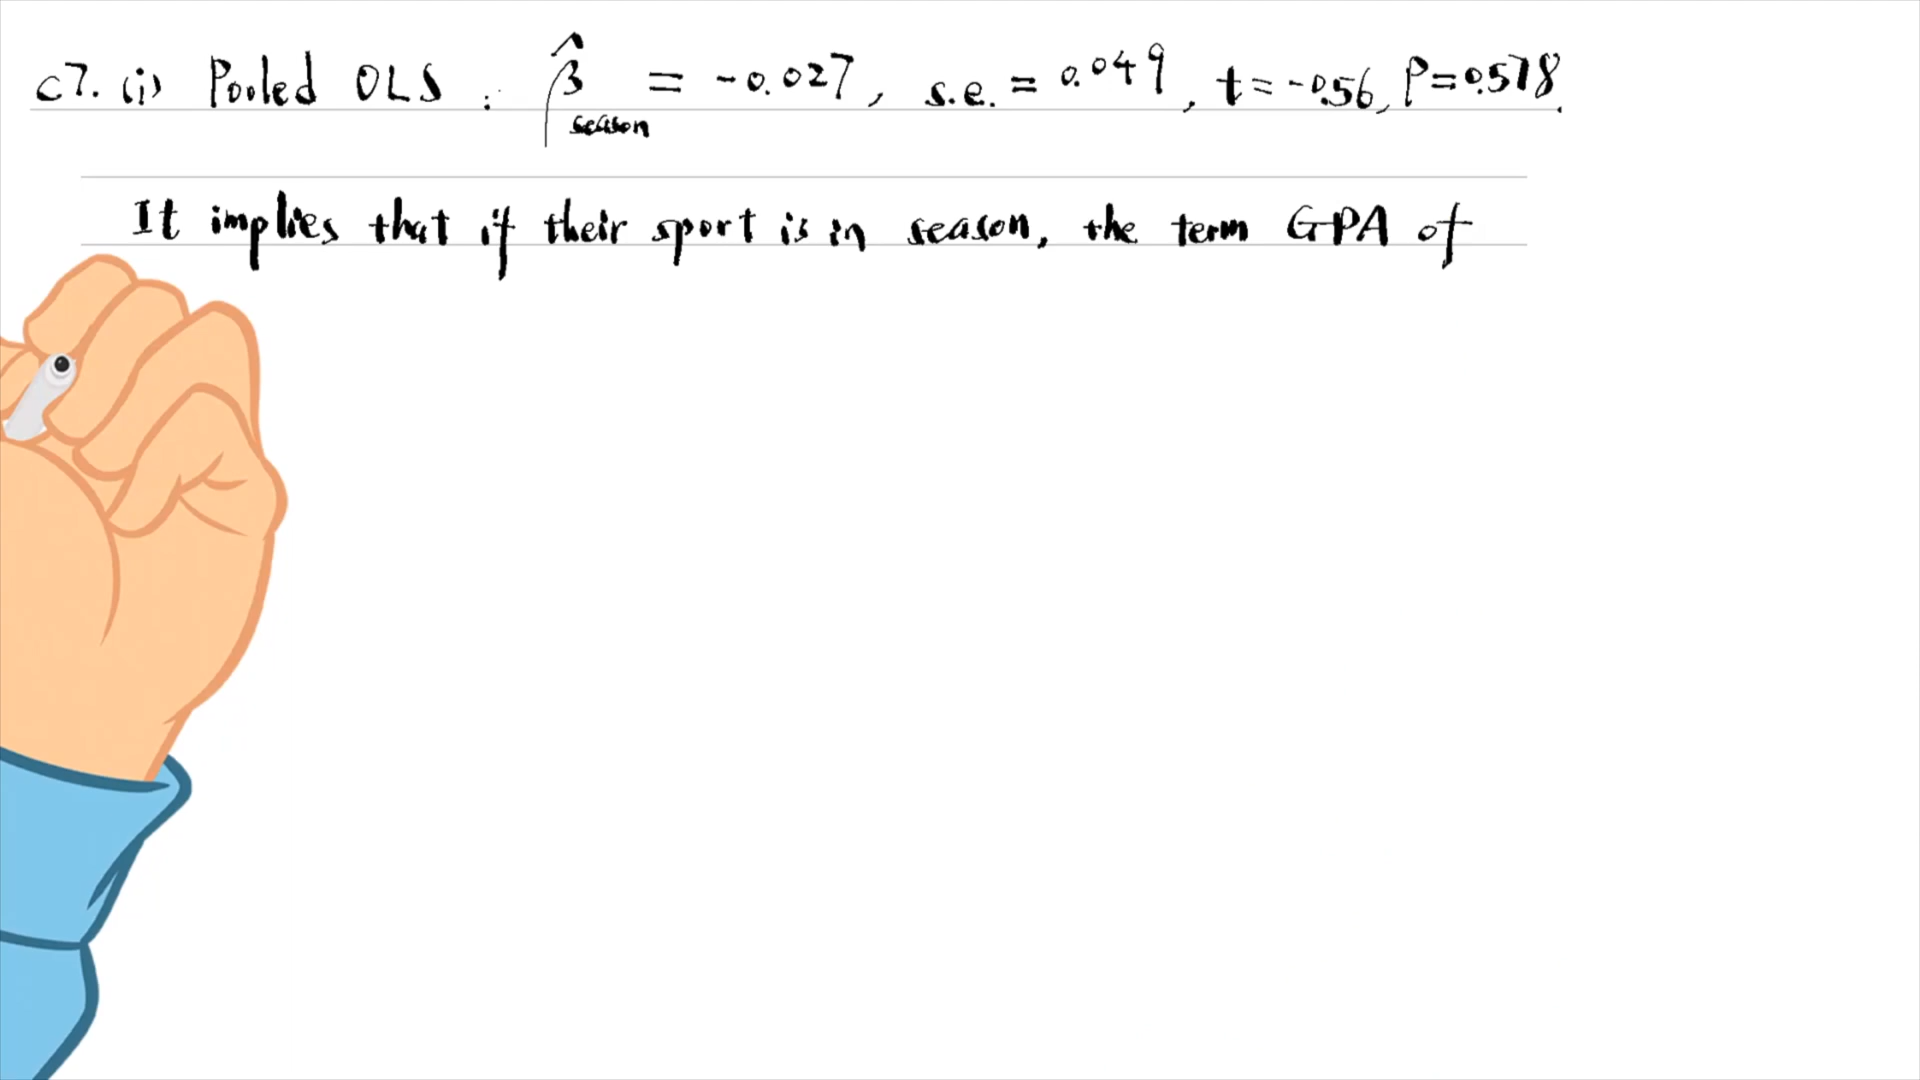 c7. (i) Pooled OLS : β̂season = -0.027, s.e. = 0.049, t = -0.56, P=0.578.
It implies that if their sport is in season, the term GPA of